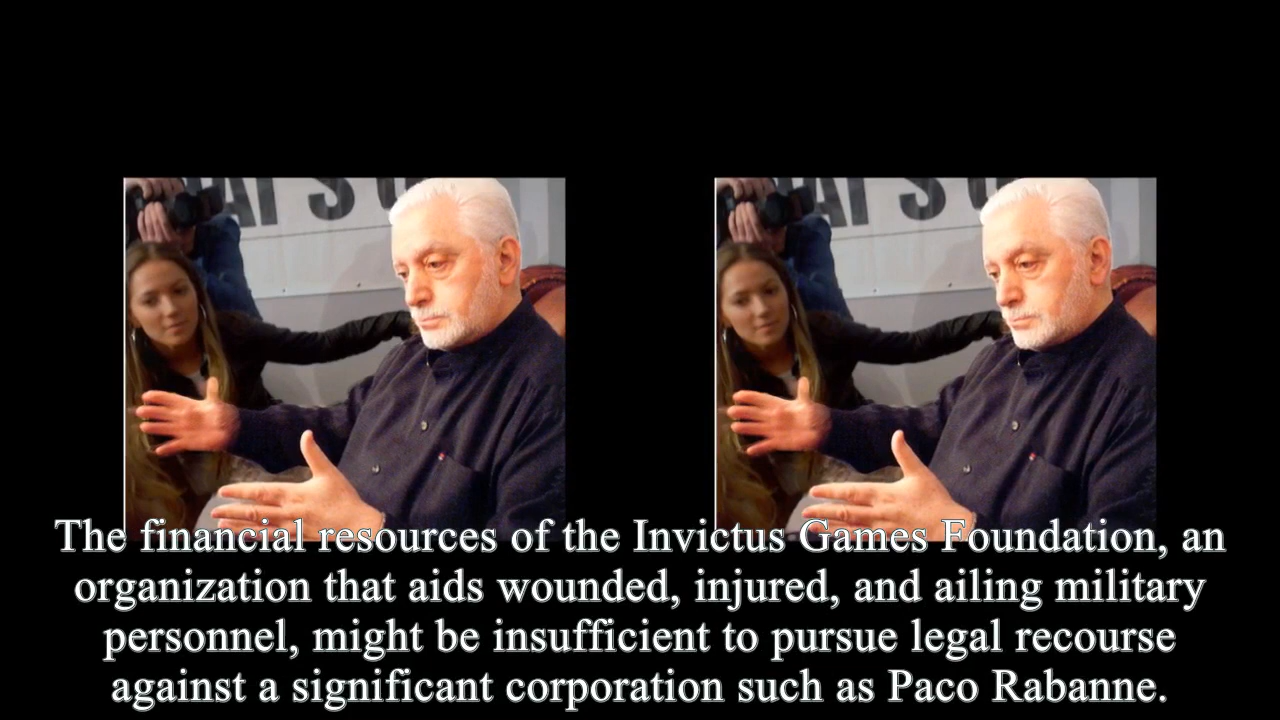 The financial resources of the Invictus Games Foundation, an
organization that aids wounded, injured, and ailing military
personnel, might be insufficient to pursue legal recourse
against a significant corporation such as Paco Rabanne.